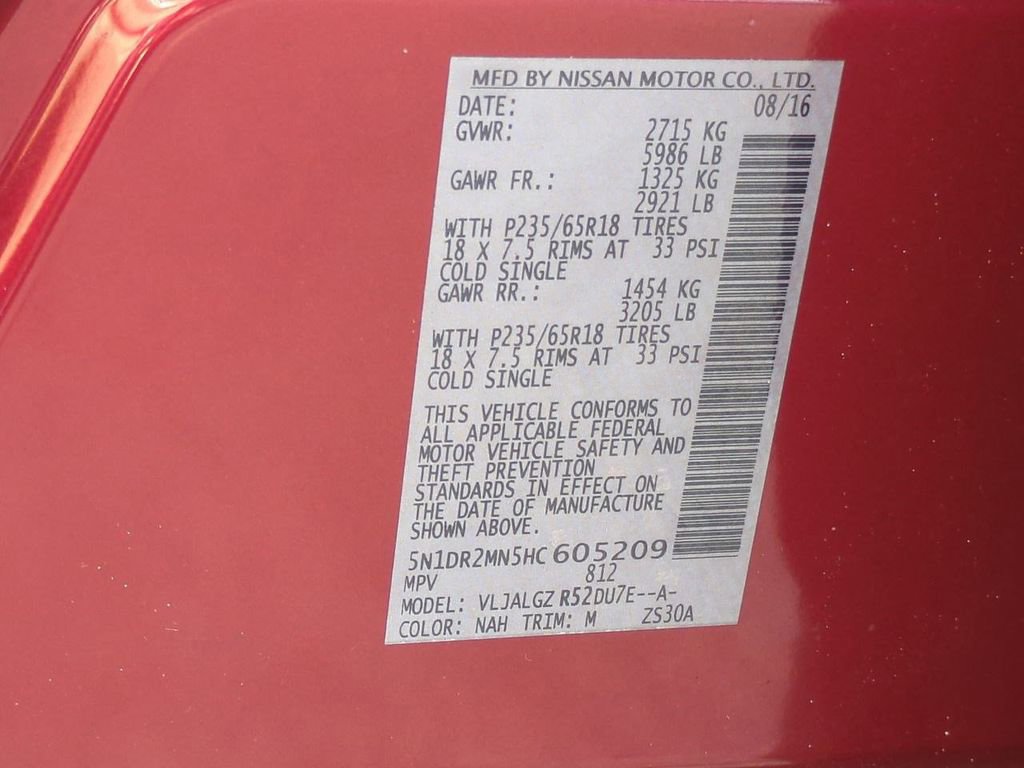 MFD BY NISSAN MOTOR CO., LTD.
DATE: 08/16
GVWR: 2715 KG
5986 LB
GAWR FR.: 1325 KG
2921 LB
WITH P235/65R18 TIRES
18 X 7.5 RIMS AT 33 PSI
COLD SINGLE
GAWR RR.: 1454 KG
3205 LB
WITH P235/65R18 TIRES
18 X 7.5 RIMS AT 33 PSI
COLD SINGLE
THIS VEHICLE CONFORMS TO
ALL APPLICABLE FEDERAL
MOTOR VEHICLE SAFETY AND
THEFT PREVENTION
STANDARDS IN EFFECT ON
THE DATE OF MANUFACTURE
SHOWN ABOVE.
5N1DR2MN5HC605209
MPV 812
MODEL: VLJALGZ R52DU7E--A-
COLOR: NAH TRIM: M ZS30A